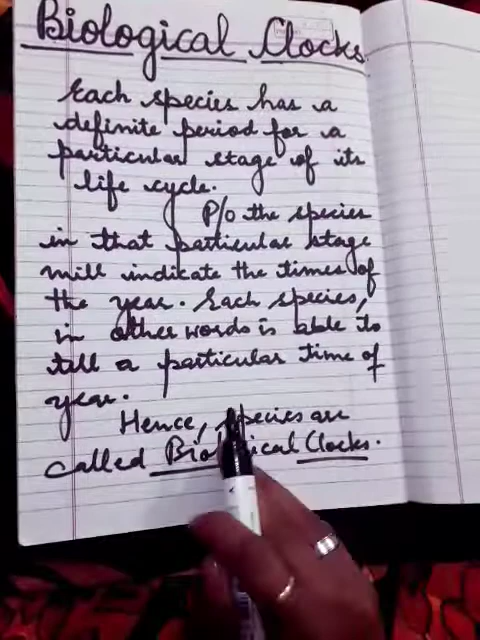 Biological Clocks
Each species has a
definite period for a
particular stage of its
life cycle.
P/o the species
in that particular stage
mill indicate the times of
the year. Each species,
in other words is able to
tell a particular time of
year.
Hence, species are
called Biological Clocks.